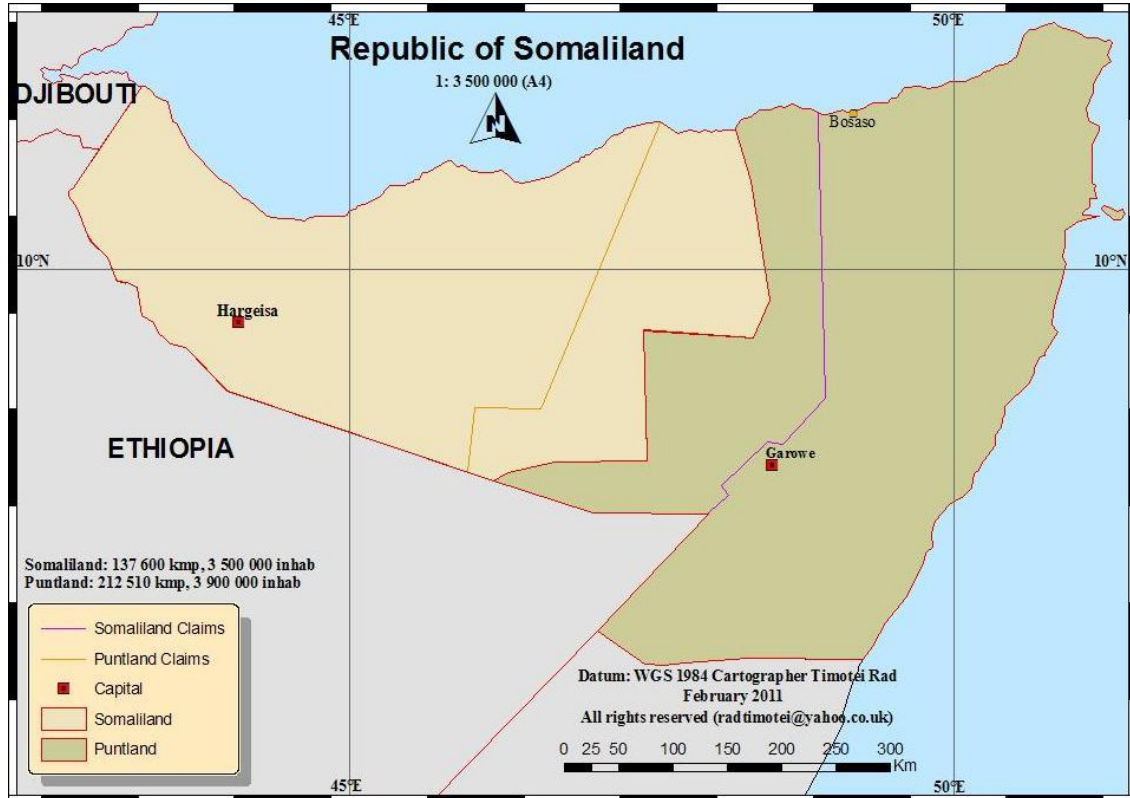 45°E
50°E
Republic of Somaliland
1: 3 500 000 (A4)
N
DJIBOUTI
Bosaso
10°N
10°N
Hargeisa
ETHIOPIA
Garowe
Somaliland: 137 600 kmp, 3 500 000 inhab
Puntland: 212 510 kmp, 3 900 000 inhab
Somaliland Claims
Puntland Claims
Capital
Somaliland
Puntland
Datum: WGS 1984 Cartographer Timotei Rad
February 2011
All rights reserved (radtimotei@yahoo.co.uk)
0 25 50 100 150 200 250 300
Km
45°E
50°E